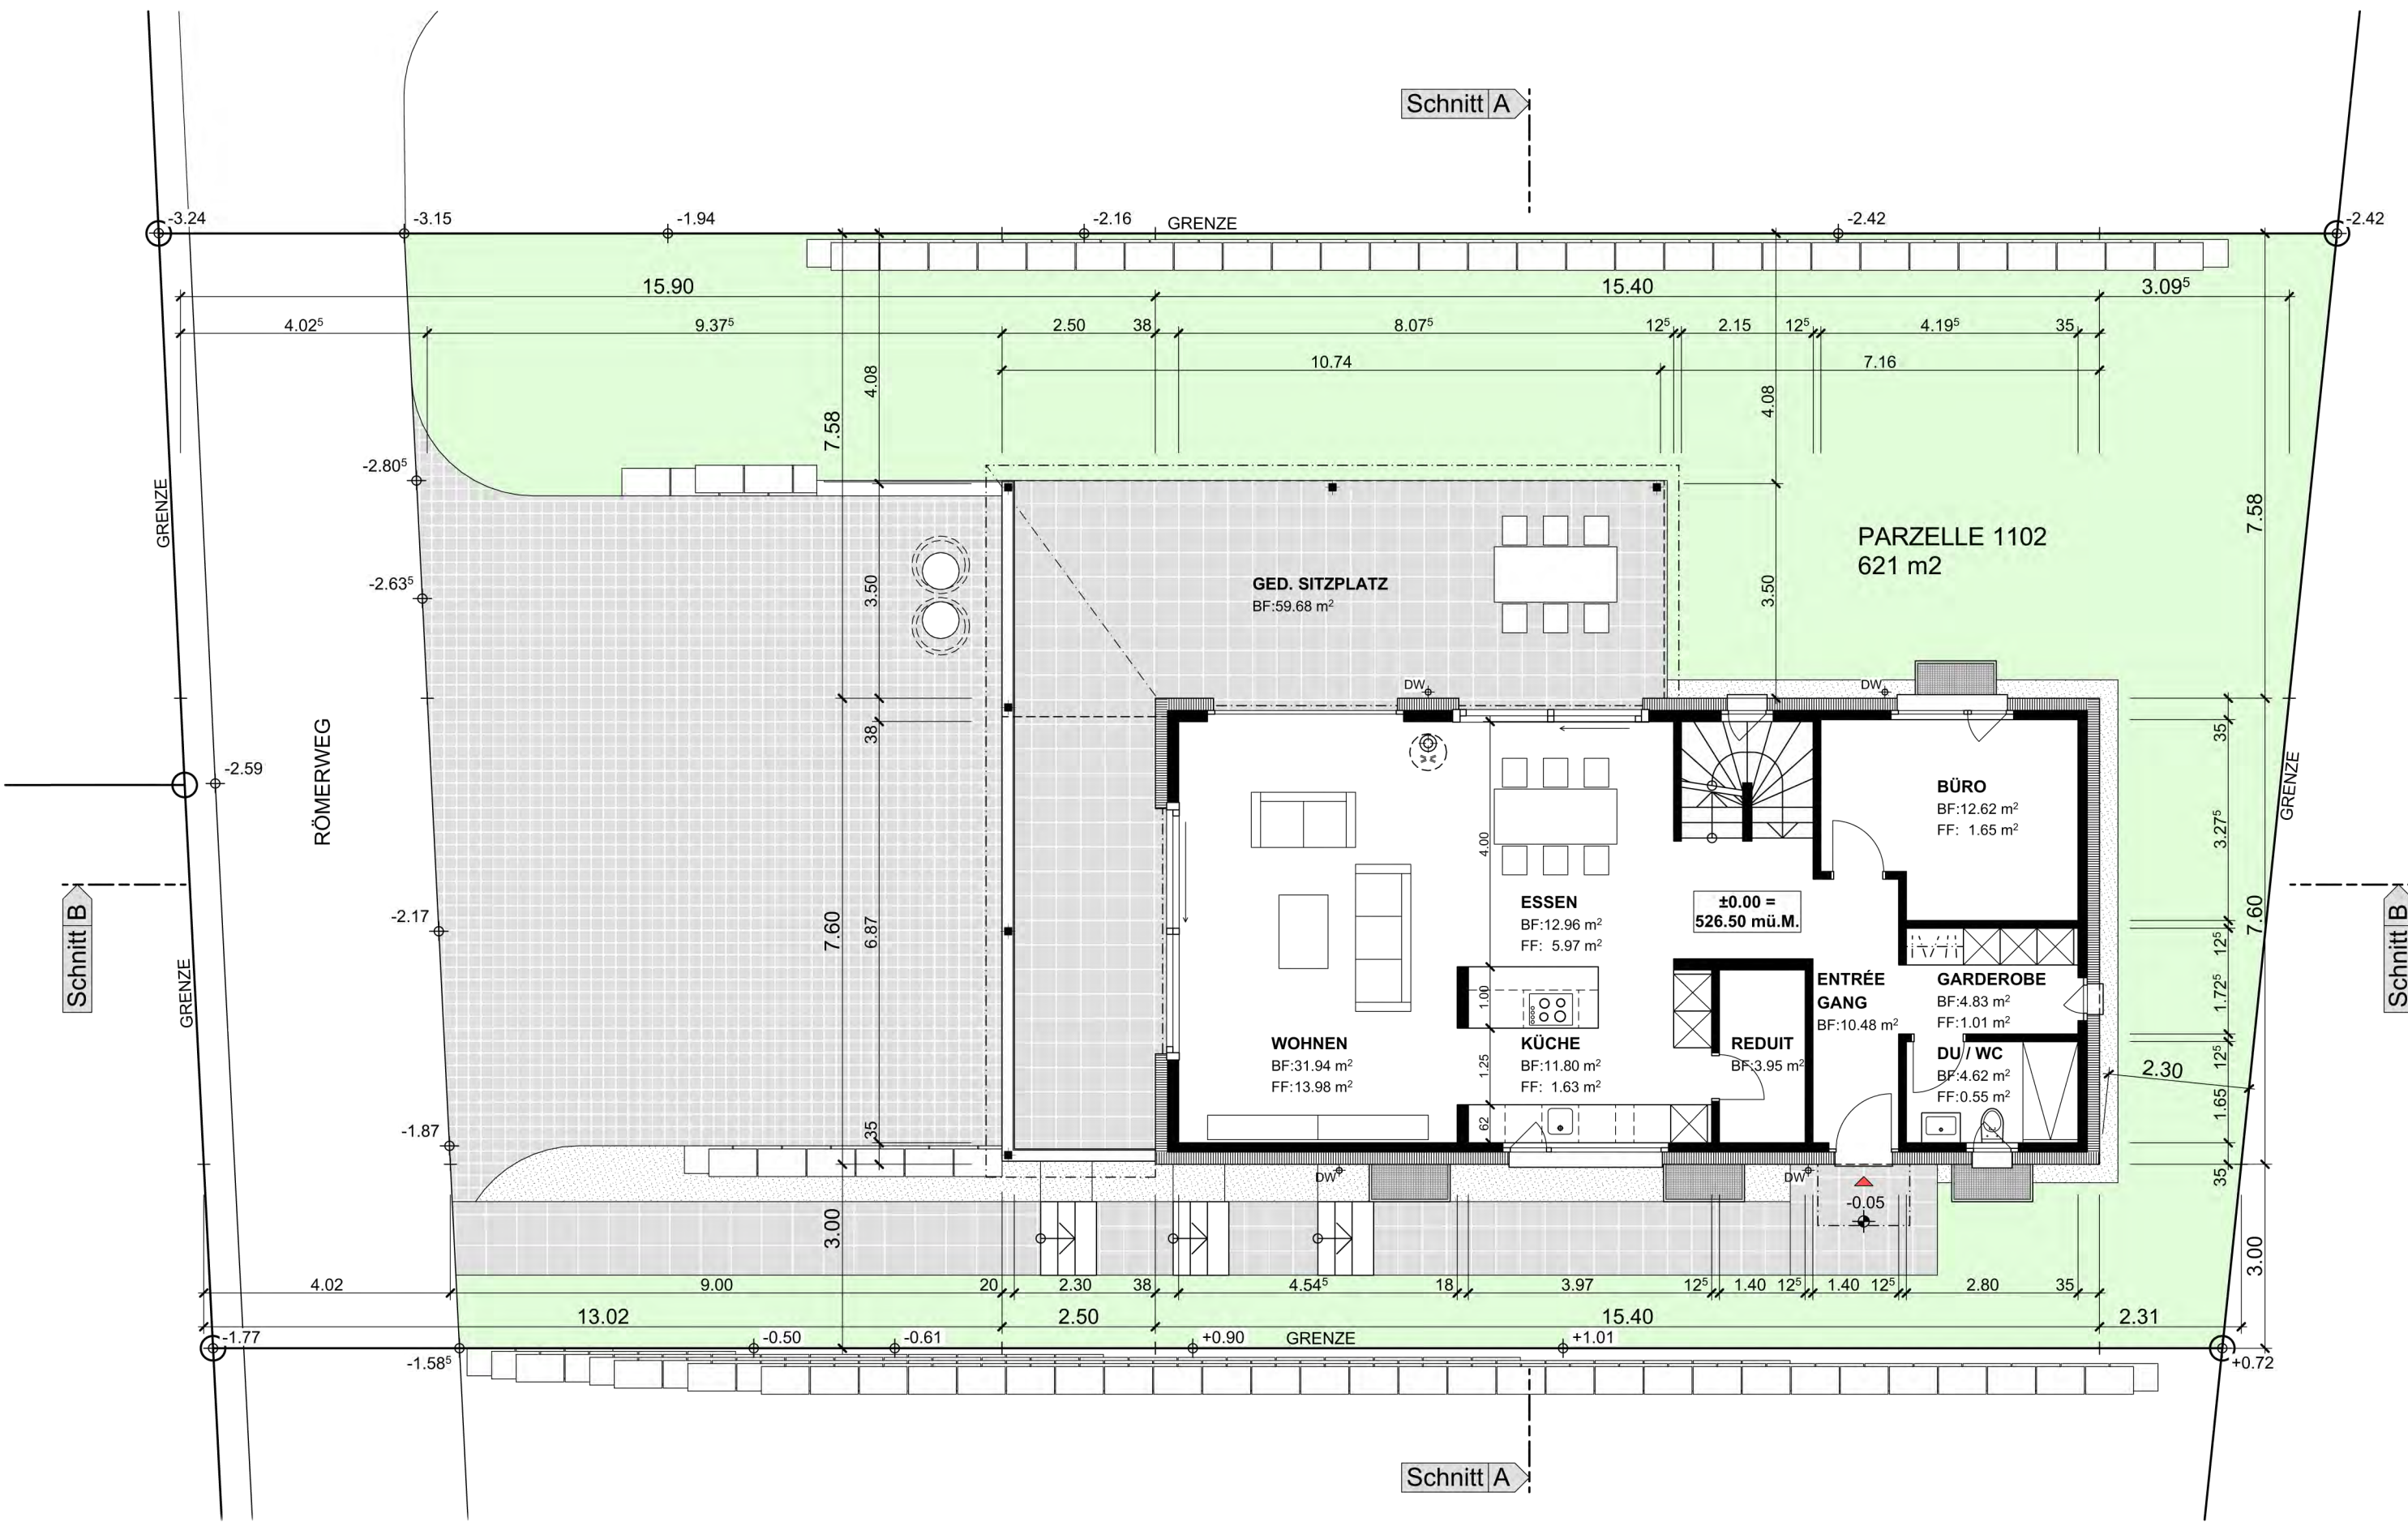 Schnitt A
-3.24
-3.15
-1.94
-2.16
GRENZE
-2.42
-2.42
15.90
15.40
3.09⁵
4.02⁵
9.37⁵
2.50
38
8.07⁵
12⁵
2.15
12⁵
4.19⁵
35
10.74
7.16
4.08
7.58
4.08
-2.80⁵
GRENZE
7.58
PARZELLE 1102
621 m2
-2.63⁵
3.50
GED. SITZPLATZ
BF:59.68 m²
3.50
DW
DW
38
35
RÖMERWEG
-2.59
GRENZE
BÜRO
BF:12.62 m²
FF: 1.65 m²
3.27⁵
4.00
Schnitt B
-2.17
7.60
6.87
ESSEN
BF:12.96 m²
FF: 5.97 m²
±0.00 =
526.50 mü.M.
7.60
Schnitt B
12⁵
GRENZE
1.00
ENTRÉE
GANG
BF:10.48 m²
GARDEROBE
BF:4.83 m²
FF:1.01 m²
1.72⁵
WOHNEN
BF:31.94 m²
FF:13.98 m²
1.25
KÜCHE
BF:11.80 m²
FF: 1.63 m²
REDUIT
BF:3.95 m²
DU / WC
BF:4.62 m²
FF:0.55 m²
12⁵
2.30
1.65
-1.87
35
62
DW
DW
35
-0.05
3.00
3.00
4.02
9.00
20
2.30
38
4.54⁵
18
3.97
12⁵
1.40
12⁵
1.40
12⁵
2.80
35
13.02
2.50
15.40
2.31
-1.77
-1.58⁵
-0.50
-0.61
+0.90
GRENZE
+1.01
+0.72
Schnitt A